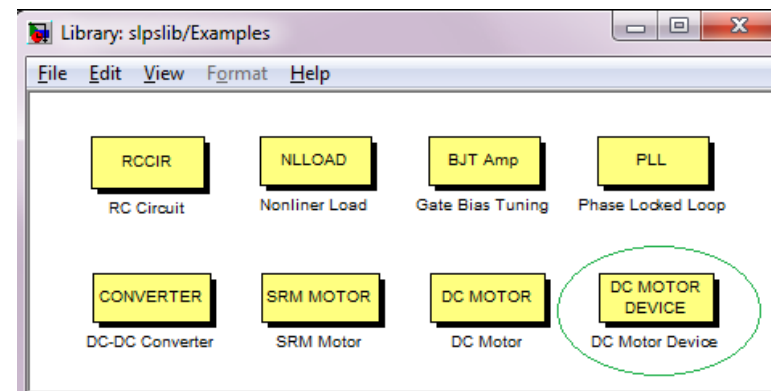 Library: slpslib/Examples
File Edit View Format Help
RCCIR NLLOAD BJT Amp PLL
RC Circuit Nonliner Load Gate Bias Tuning Phase Locked Loop
CONVERTER SRM MOTOR DC MOTOR DC MOTOR
DEVICE
DC-DC Converter SRM Motor DC Motor DC Motor Device